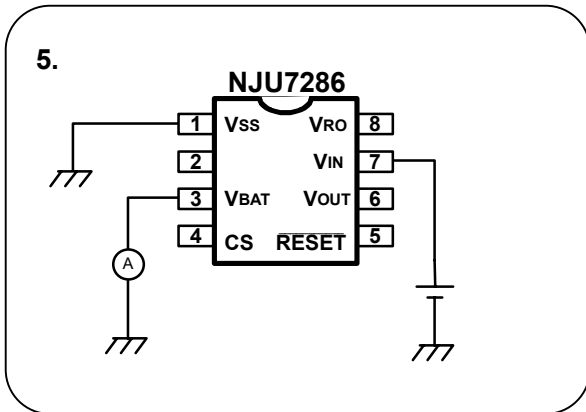 5.
NJU7286
1 VSS VRO 8
2 VIN 7
3 VBAT VOUT 6
4 CS RESET 5
A